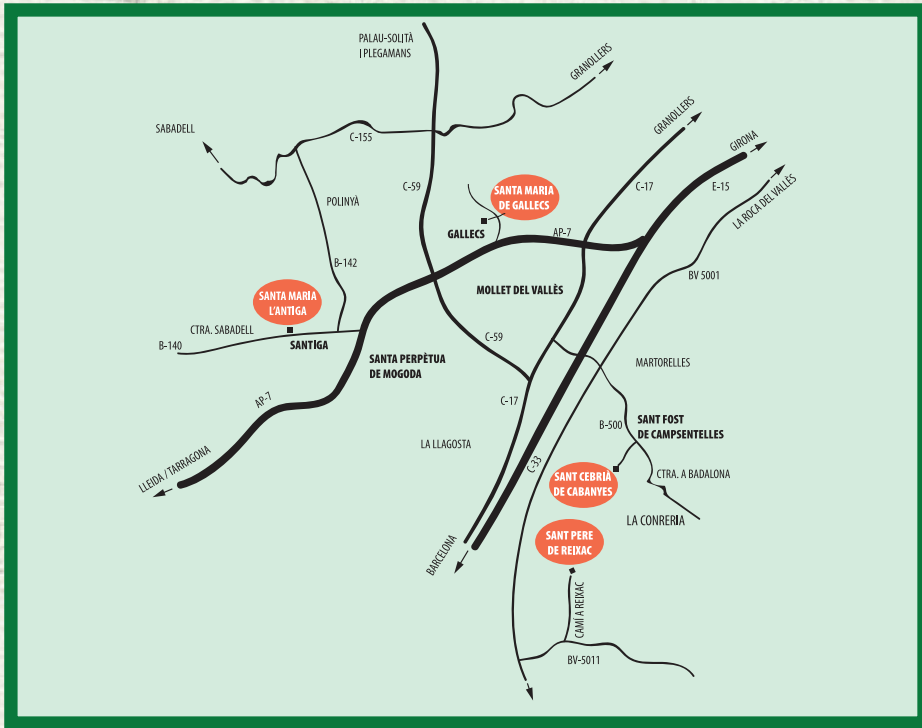 PALAU-SOLITÀ
I PLEGAMANS
GRANOLLERS
SABADELL
C-155
GRANOLLERS
GIRONA
C-59
SANTA MARIA
DE GALLECS
C-17
E-15
LA ROCA DEL VALLÈS
POLINYÀ
GALLECS
AP-7
B-142
BV 5001
SANTA MARIA
L'ANTIGA
MOLLET DEL VALLÈS
CTRA. SABADELL
B-140
SANTIGA
C-59
SANTA PERPÈTUA
DE MOGODA
MARTORELLES
AP-7
C-17
B-500
SANT FOST
DE CAMPSENTELLES
LA LLAGOSTA
C-33
LLEIDA / TARRAGONA
CTRA. A BADALONA
SANT CEBRIÀ
DE CABANYES
LA CONRERIA
SANT PERE
DE REIXAC
BARCELONA
CAMÍ A REIXAC
BV-5011